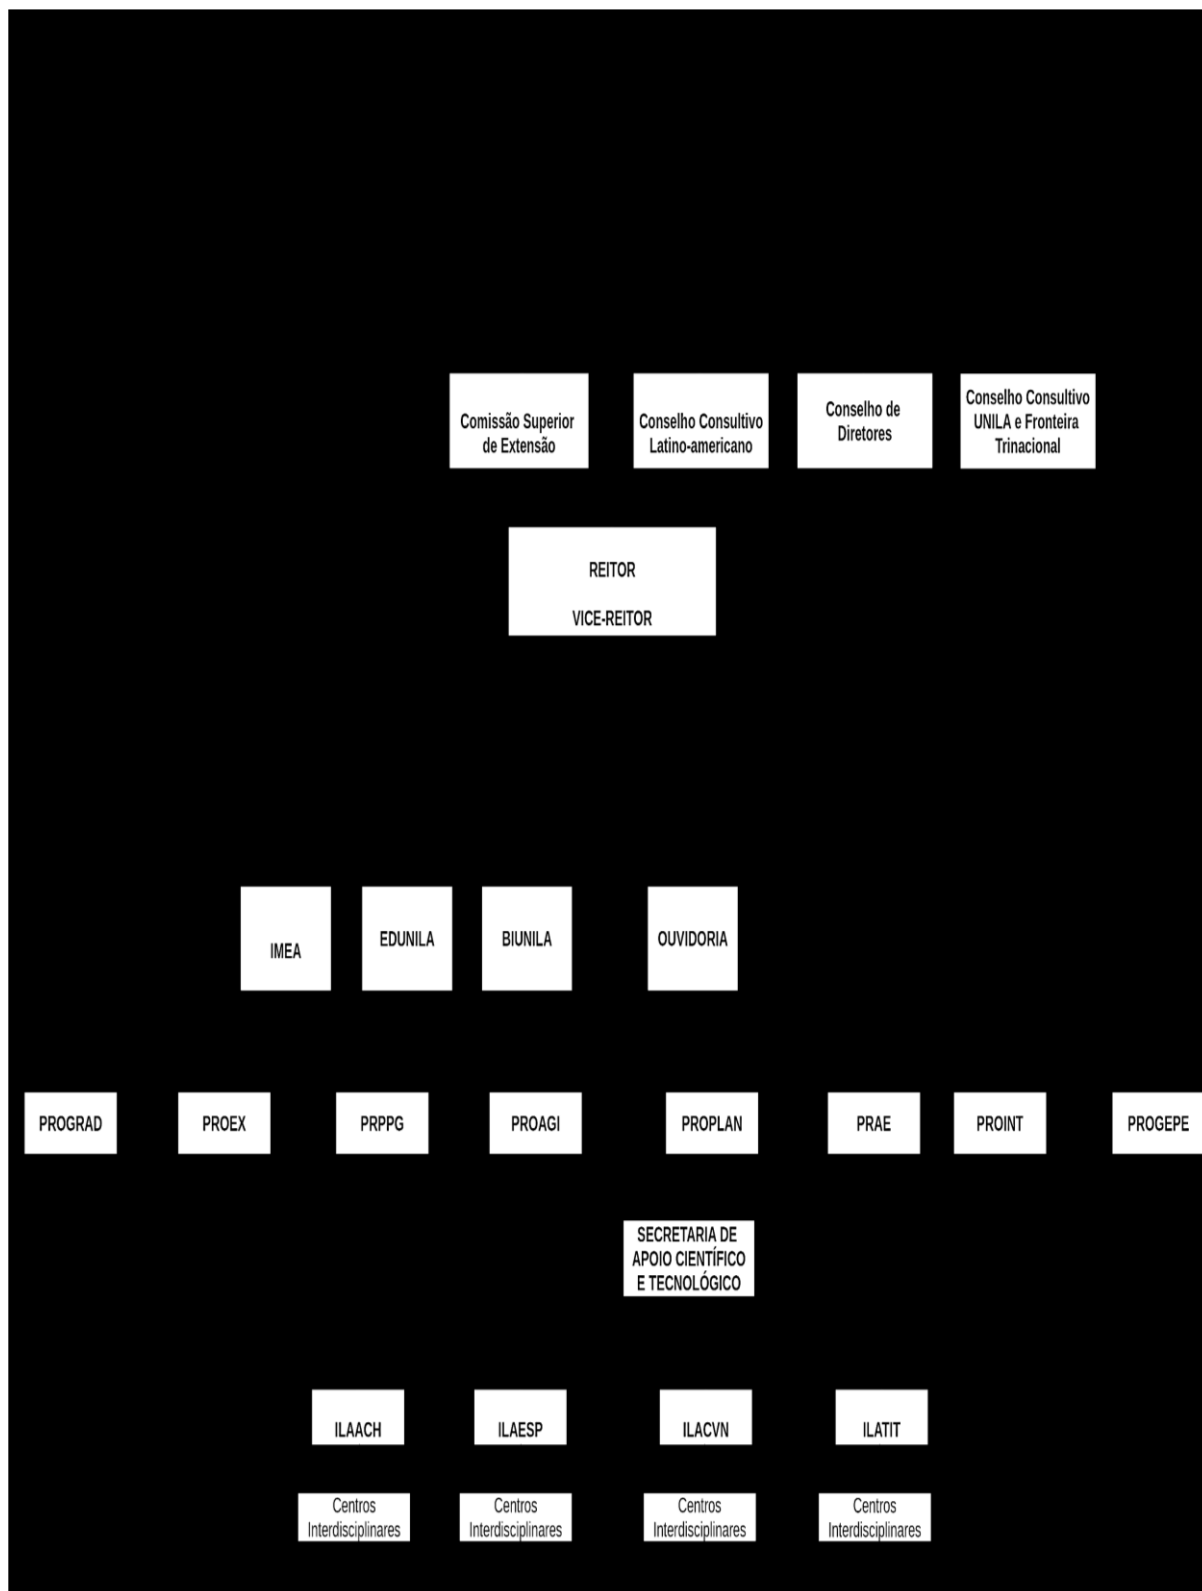 Comissão Superior
de Extensão
Conselho Consultivo
Latino-americano
Conselho de
Diretores
Conselho Consultivo
UNILA e Fronteira
Trinacional
REITOR
VICE-REITOR
IMEA
EDUNILA
BIUNILA
OUVIDORIA
PROGRAD
PROEX
PRPPG
PROAGI
PROPLAN
PRAE
PROINT
PROGEPE
SECRETARIA DE
APOIO CIENTÍFICO
E TECNOLÓGICO
ILAACH
ILAESP
ILACVN
ILATIT
Centros
Interdisciplinares
Centros
Interdisciplinares
Centros
Interdisciplinares
Centros
Interdisciplinares